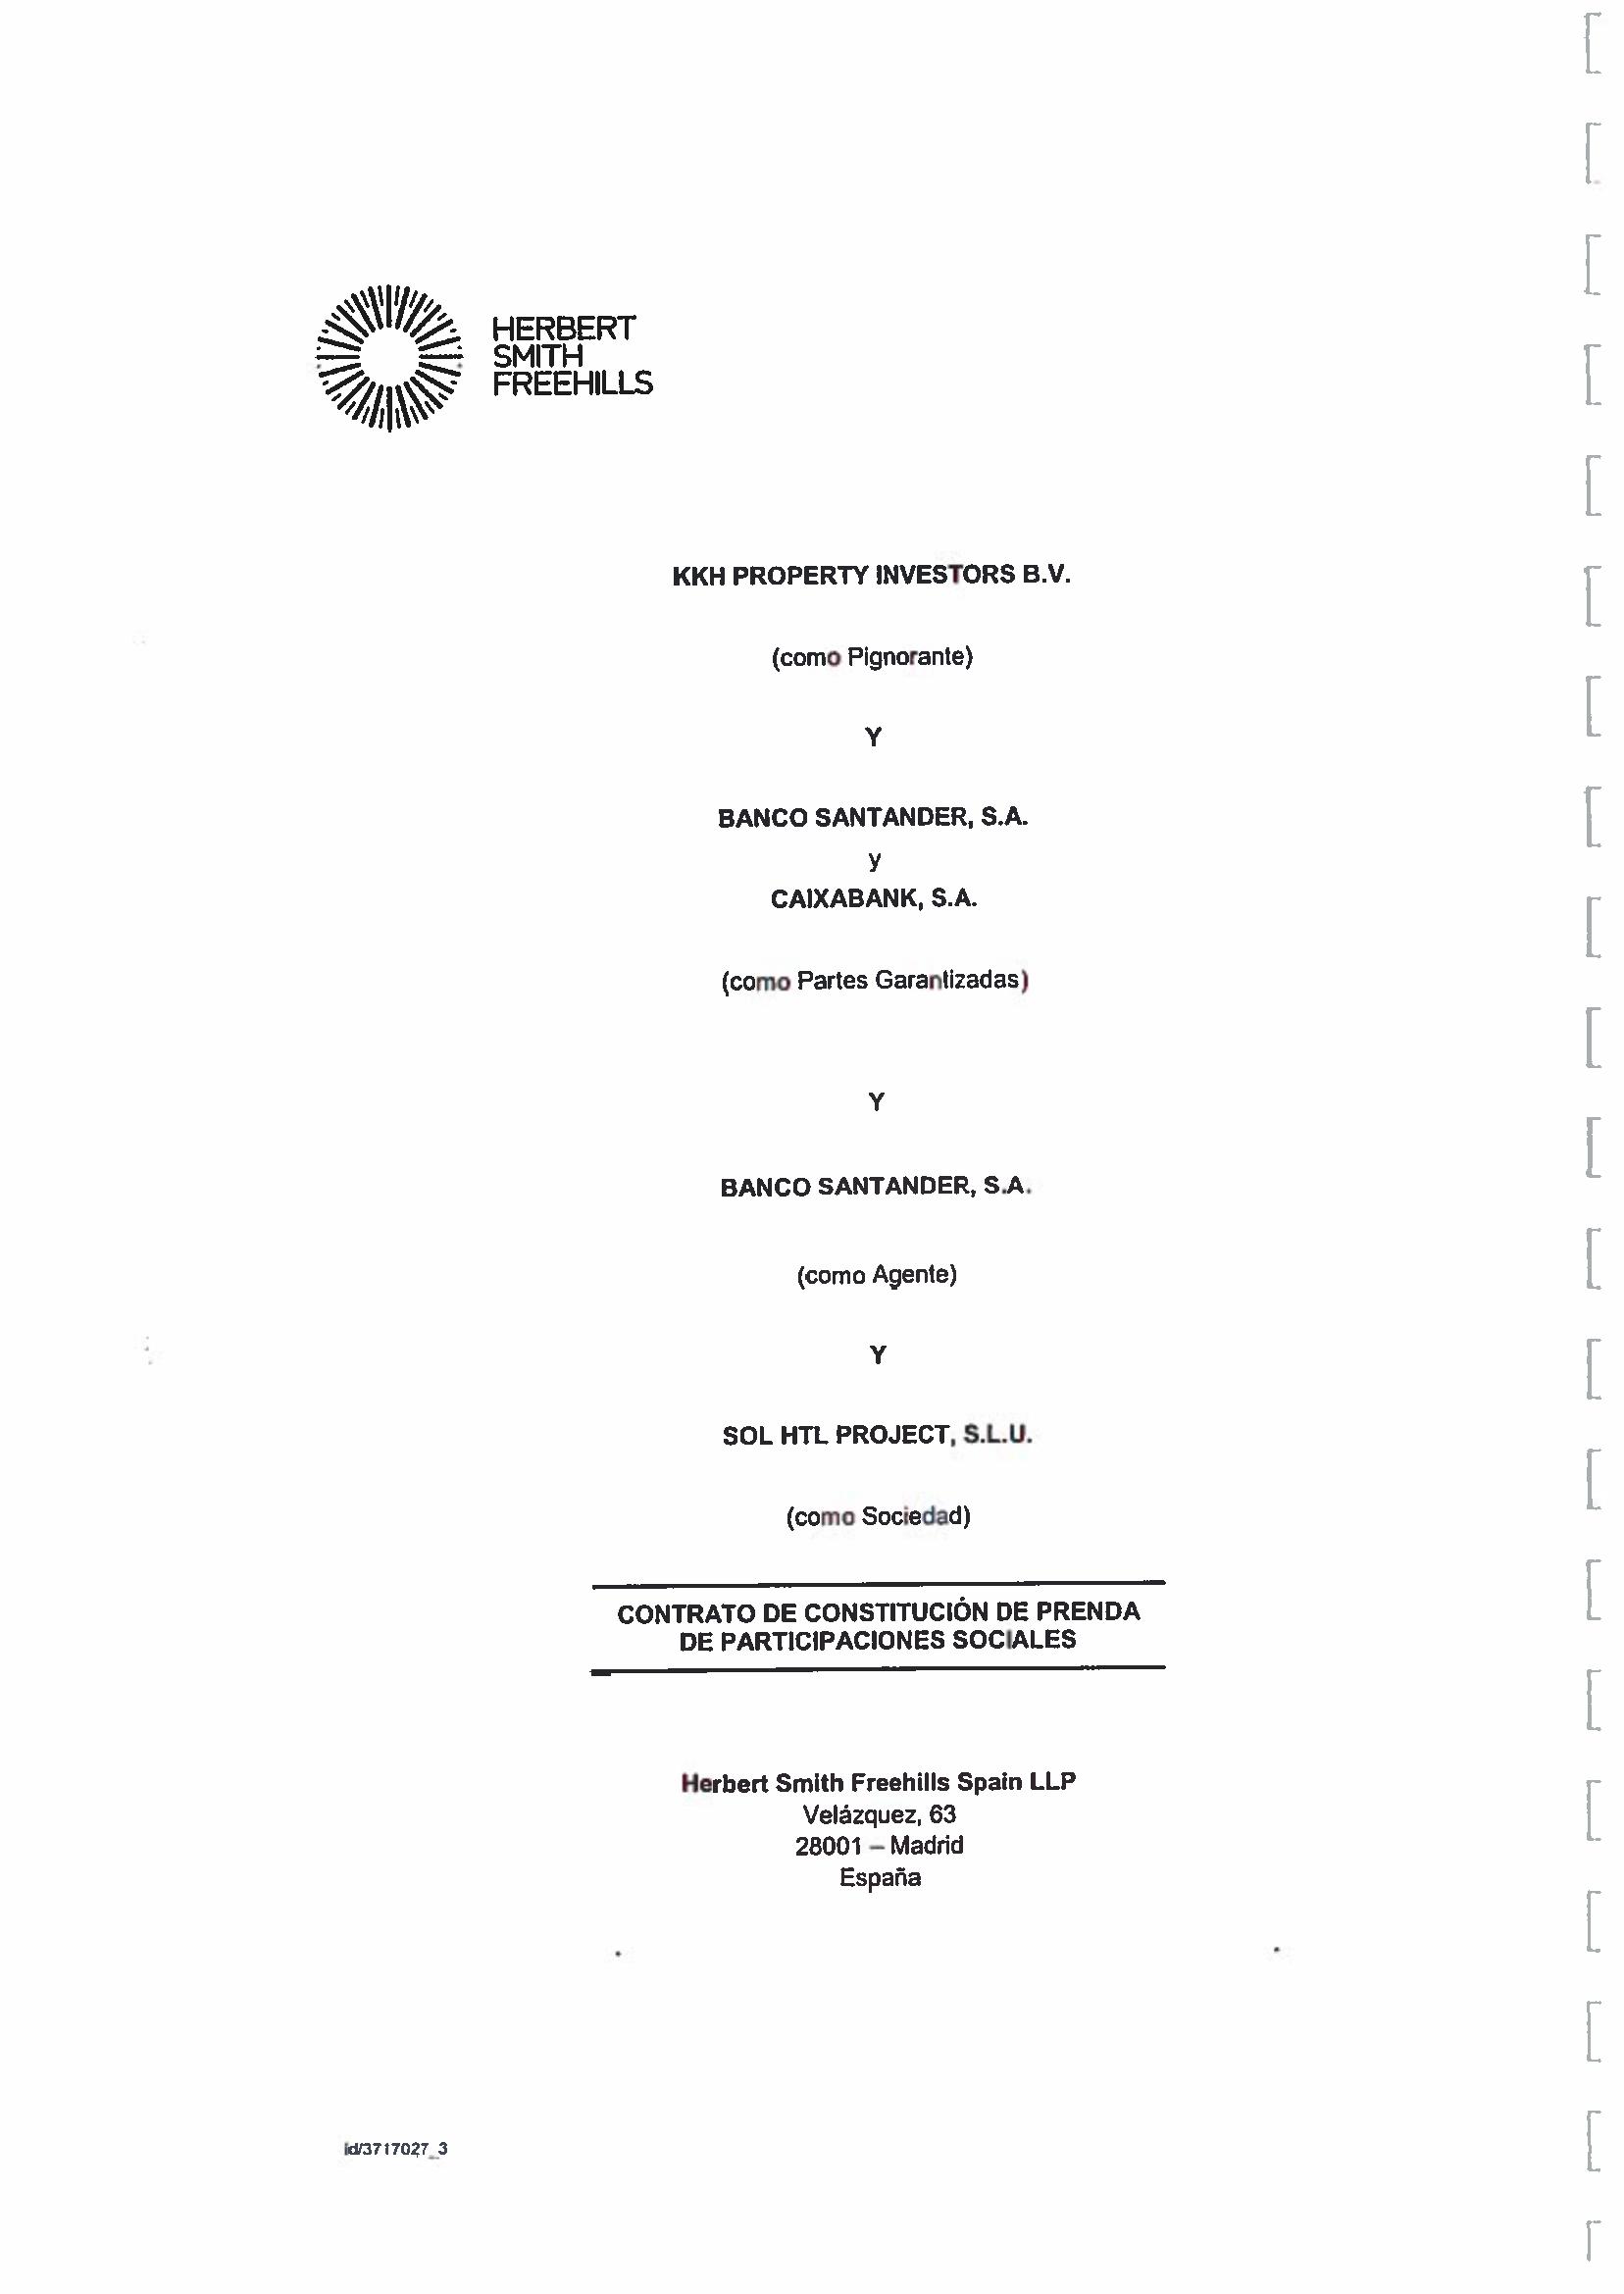 HERBERT
SMITH
FREEHILLS
KKH PROPERTY INVESTORS B.V.
(como Pignorante)
Y
BANCO SANTANDER, S.A.
y
CAIXABANK, S.A.
(como Partes Garantizadas)
Y
BANCO SANTANDER, S.A.
(como Agente)
Y
SOL HTL PROJECT, S.L.U.
(como Sociedad)
CONTRATO DE CONSTITUCIÓN DE PRENDA
DE PARTICIPACIONES SOCIALES
Herbert Smith Freehills Spain LLP
Velázquez, 63
28001 – Madrid
España
id/3717027_3